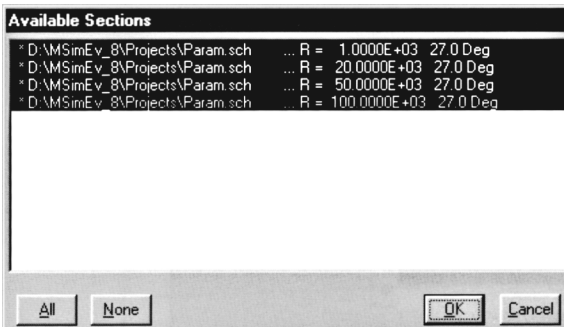 Available Sections
* D:\MSimEv_8\Projects\Param.sch ... R = 1.0000E+03 27.0 Deg
* D:\MSimEv_8\Projects\Param.sch ... R = 20.0000E+03 27.0 Deg
* D:\MSimEv_8\Projects\Param.sch ... R = 50.0000E+03 27.0 Deg
* D:\MSimEv_8\Projects\Param.sch ... R = 100.0000E+03 27.0 Deg
All None OK Cancel